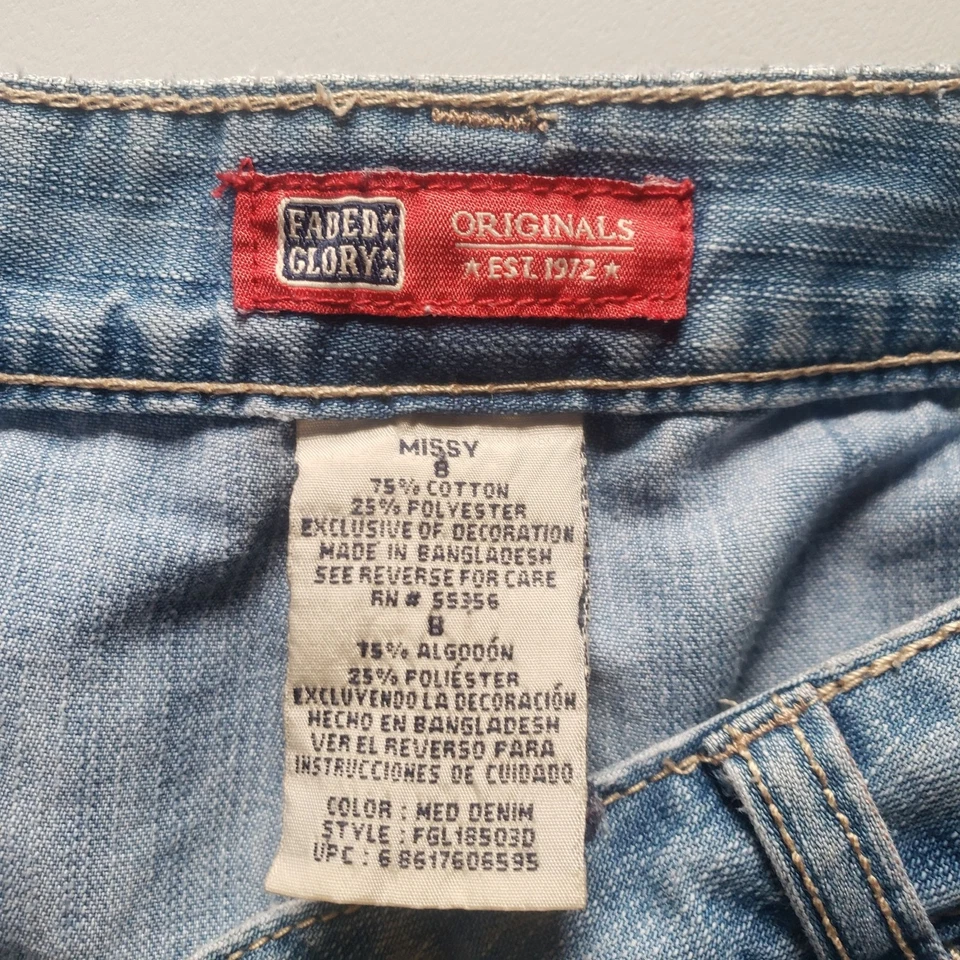 FADED
GLORY
ORIGINALS
EST. 1972
MISSY
8
75% COTTON
25% POLYESTER
EXCLUSIVE OF DECORATION
MADE IN BANGLADESH
SEE REVERSE FOR CARE
RN # 55356
8
75% ALGODÓN
25% POLIÉSTER
EXCLUYENDO LA DECORACIÓN
HECHO EN BANGLADESH
VER EL REVERSO PARA
INSTRUCCIONES DE CUIDADO
COLOR : MED DENIM
STYLE : FGL18503D
UPC : 6 8617606595